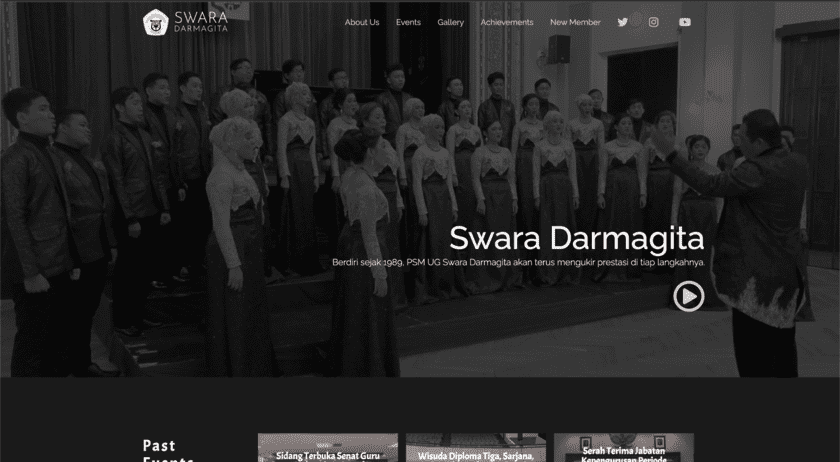 SWARA
DARMAGITA
About Us
Events
Gallery
Achievements
New Member
Swara Darmagita
Berdiri sejak 1989, PSM UG Swara Darmagita akan terus mengukir prestasi di tiap langkahnya.
Past
Events
Sidang Terbuka Senat Guru
Wisuda Diploma Tiga, Sarjana,
Serah Terima Jabatan
Kepengurusan Periode